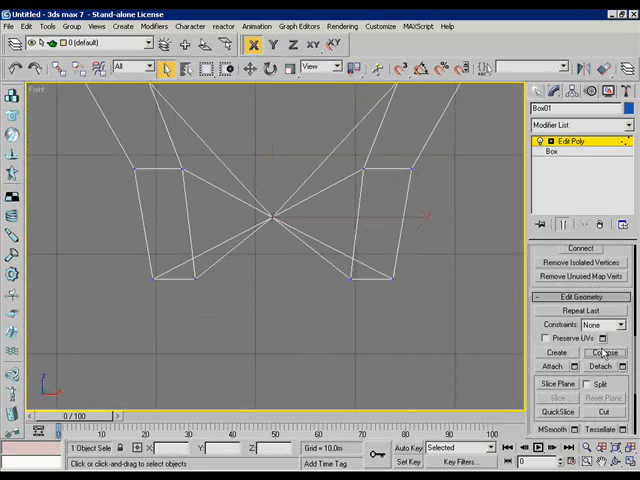 Untitled - 3ds max 7 - Stand-alone License
File Edit Tools Group Views Create Modifiers Character reactor Animation Graph Editors Rendering Customize MAXScript Help
0 (default) X Y Z XY XY
All View
Front
Box01
Modifier List
Edit Poly
Box
Connect
Remove Isolated Vertices
Remove Unused Map Verts
- Edit Geometry
Repeat Last
Constraints: None
Preserve UVs
Create Collapse
Attach Detach
Slice Plane Split
Slice Reset Plane
QuickSlice Cut
MSmooth Tessellate
z x
0 / 100
0 10 20 30 40 50 60 70 80 90 100
1 Object Sele X: Y: Z: Grid = 10,0m Auto Key Selected
Click or click-and-drag to select objects Add Time Tag Set Key Key Filters... 0